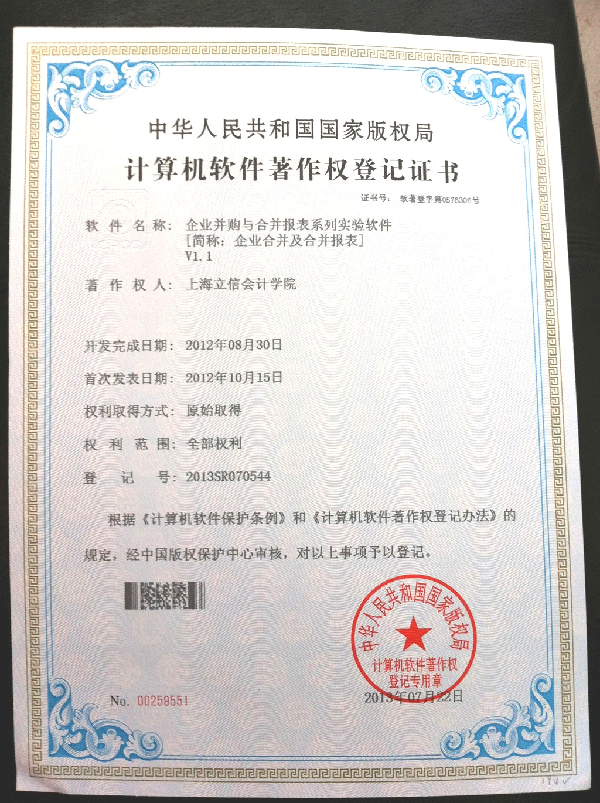 中华人民共和国国家版权局
计算机软件著作权登记证书
证书号： 软著登字第0576306号
软件名称： 企业并购与合并报表系列实验软件
[简称：企业合并及合并报表]
V1.1
著作权人： 上海立信会计学院
开发完成日期： 2012年08月30日
首次发表日期： 2012年10月15日
权利取得方式： 原始取得
权利范围： 全部权利
登记号： 2013SR070544
根据《计算机软件保护条例》和《计算机软件著作权登记办法》的
规定，经中国版权保护中心审核，对以上事项予以登记。
中华人民共和国国家版权局
计算机软件著作权
登记专用章
2013年07月22日
No. 00259551